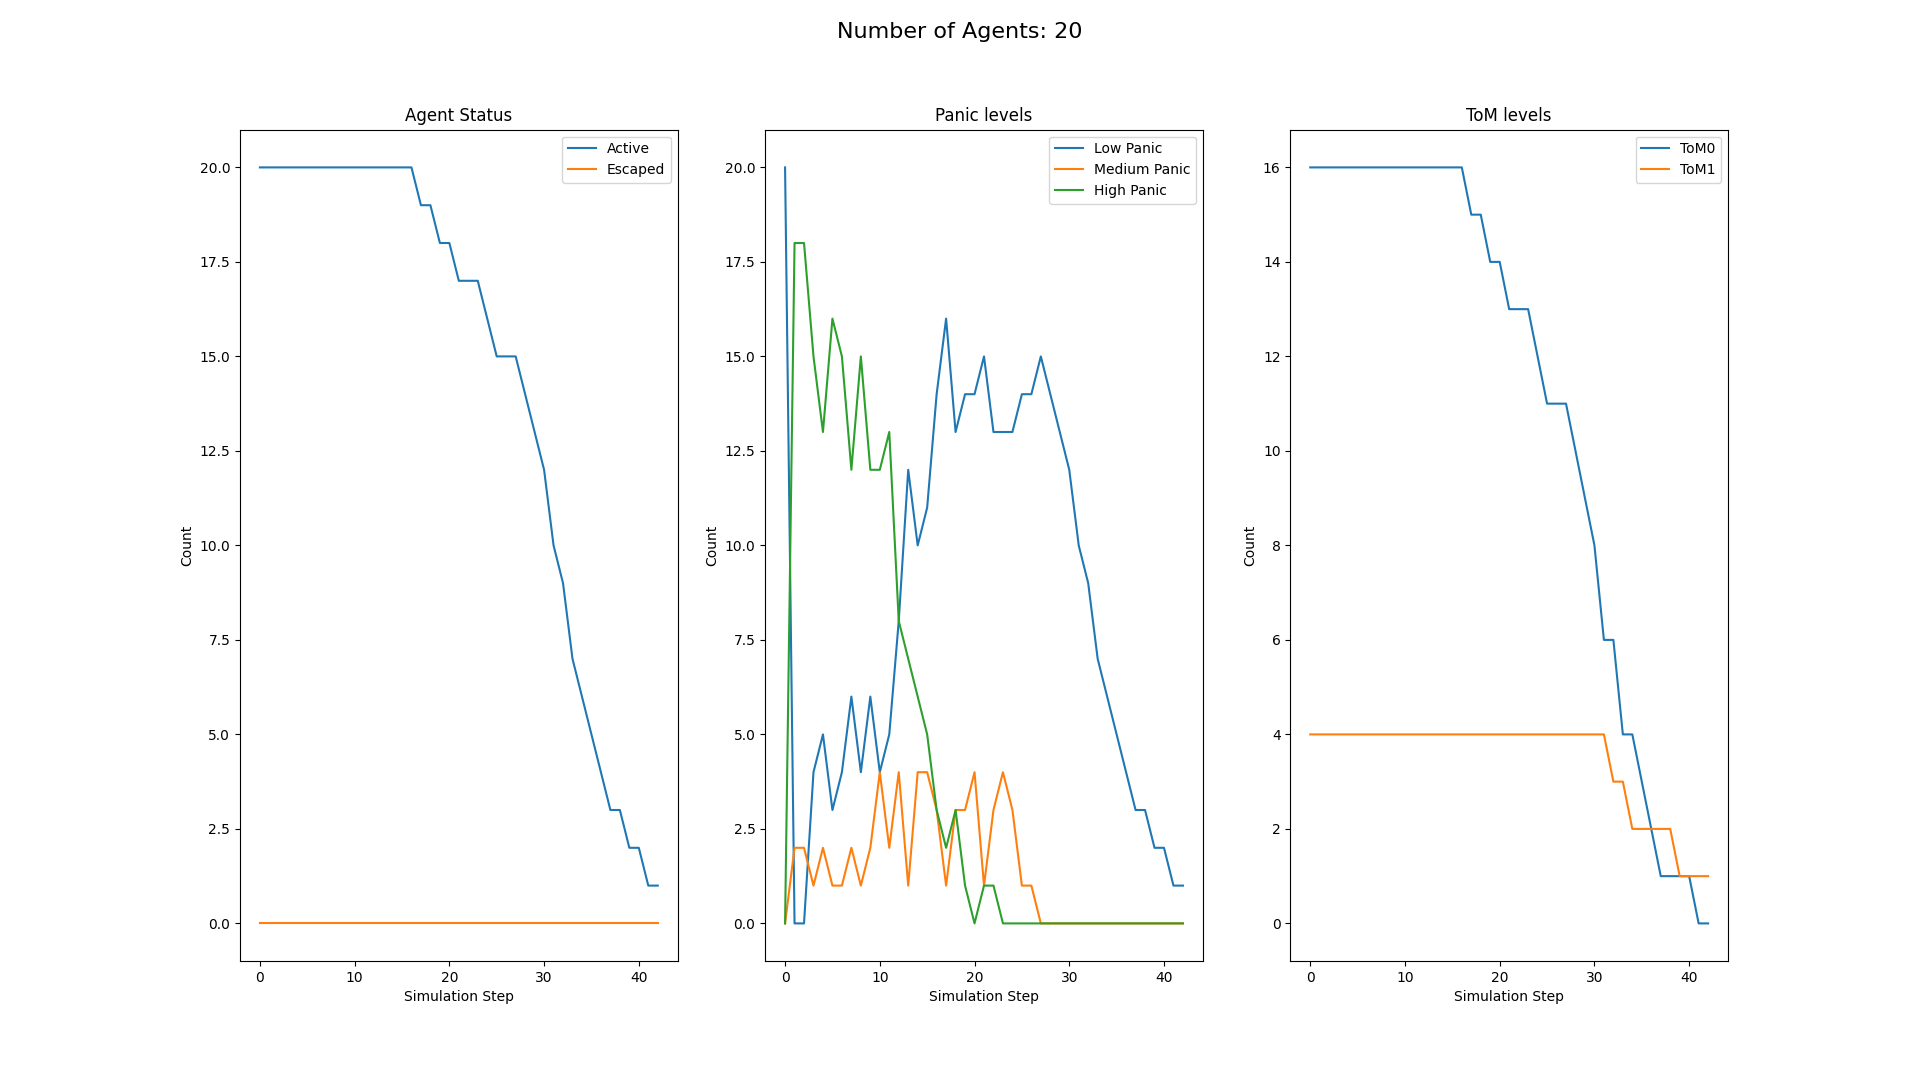 Number of Agents: 20
Agent Status
Active
Escaped
20.0
17.5
15.0
12.5
10.0
7.5
5.0
2.5
0.0
Count
0 10 20 30 40
Simulation Step
Panic levels
Low Panic
Medium Panic
High Panic
20.0
17.5
15.0
12.5
10.0
7.5
5.0
2.5
0.0
Count
0 10 20 30 40
Simulation Step
ToM levels
ToM0
ToM1
16
14
12
10
8
6
4
2
0
Count
0 10 20 30 40
Simulation Step